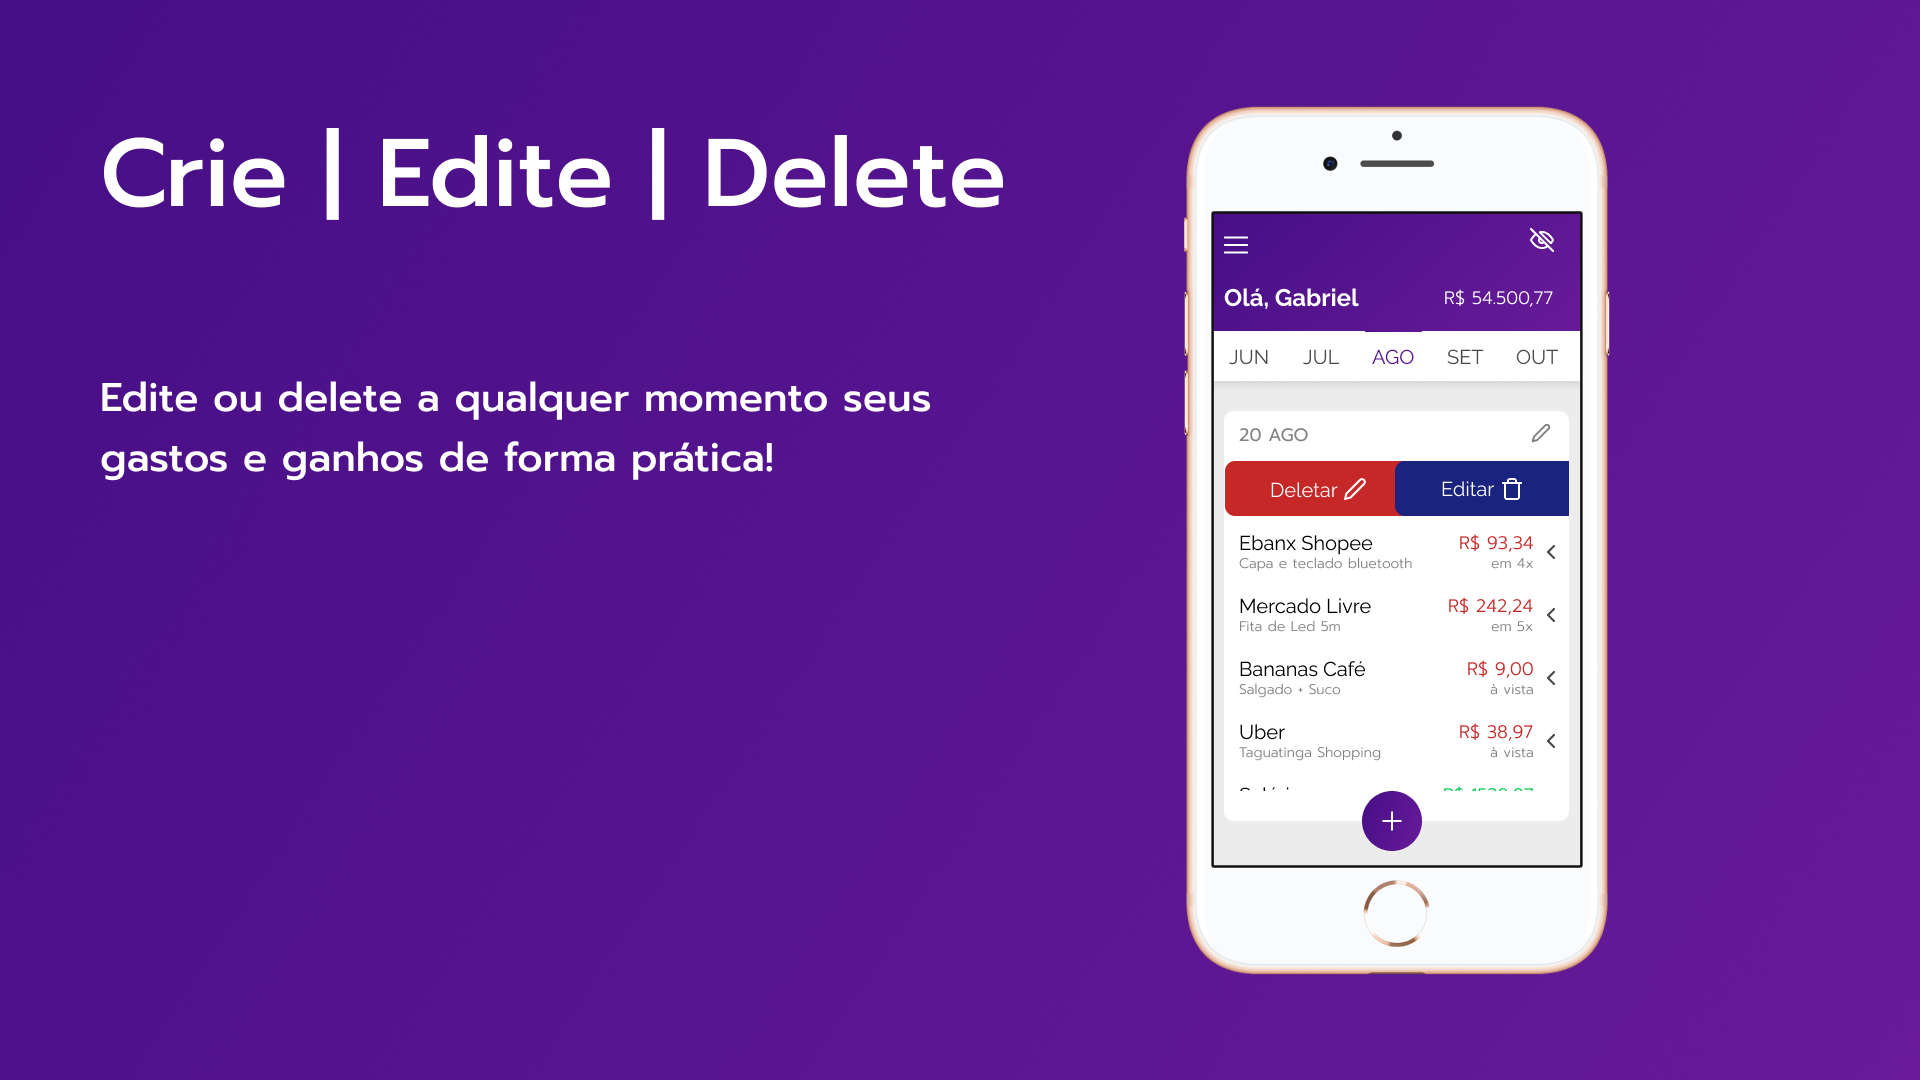 Crie | Edite | Delete
Edite ou delete a qualquer momento seus
gastos e ganhos de forma prática!
Olá, Gabriel R$ 54.500,77
JUN JUL AGO SET OUT
20 AGO
Deletar Editar
Ebanx Shopee R$ 93,34
Capa e teclado bluetooth em 4x
Mercado Livre R$ 242,24
Fita de Led 5m em 5x
Bananas Café R$ 9,00
Salgado + Suco à vista
Uber R$ 38,97
Taguatinga Shopping à vista